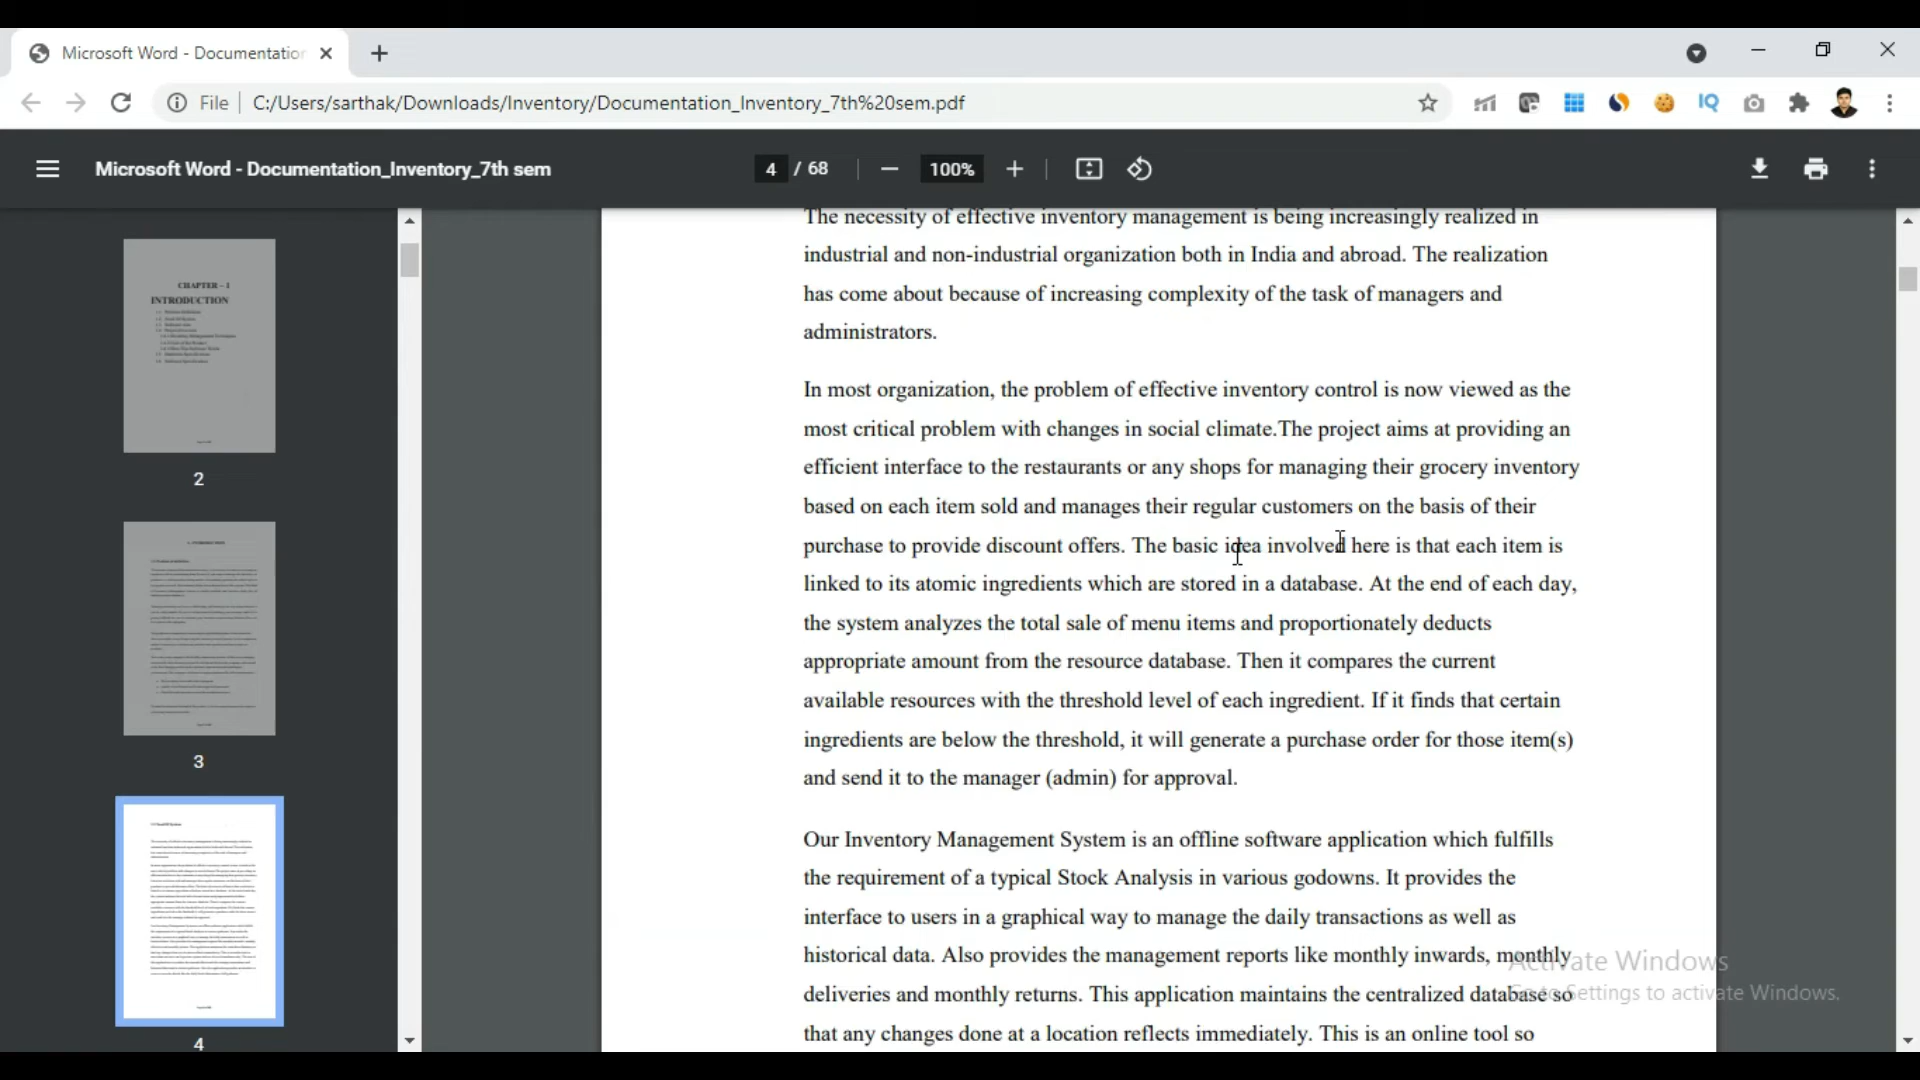 Microsoft Word - Documentation
File
C:/Users/sarthak/Downloads/Inventory/Documentation_Inventory_7th%20sem.pdf
IQ
Microsoft Word - Documentation_Inventory_7th sem
4 / 68
100%
CHAPTER – 1
INTRODUCTION
2
3
4
The necessity of effective inventory management is being increasingly realized in
industrial and non-industrial organization both in India and abroad. The realization
has come about because of increasing complexity of the task of managers and
administrators.
In most organization, the problem of effective inventory control is now viewed as the
most critical problem with changes in social climate.The project aims at providing an
efficient interface to the restaurants or any shops for managing their grocery inventory
based on each item sold and manages their regular customers on the basis of their
purchase to provide discount offers. The basic idea involved here is that each item is
linked to its atomic ingredients which are stored in a database. At the end of each day,
the system analyzes the total sale of menu items and proportionately deducts
appropriate amount from the resource database. Then it compares the current
available resources with the threshold level of each ingredient. If it finds that certain
ingredients are below the threshold, it will generate a purchase order for those item(s)
and send it to the manager (admin) for approval.
Our Inventory Management System is an offline software application which fulfills
the requirement of a typical Stock Analysis in various godowns. It provides the
interface to users in a graphical way to manage the daily transactions as well as
historical data. Also provides the management reports like monthly inwards, monthly
deliveries and monthly returns. This application maintains the centralized database so
that any changes done at a location reflects immediately. This is an online tool so
Activate Windows
Go to Settings to activate Windows.